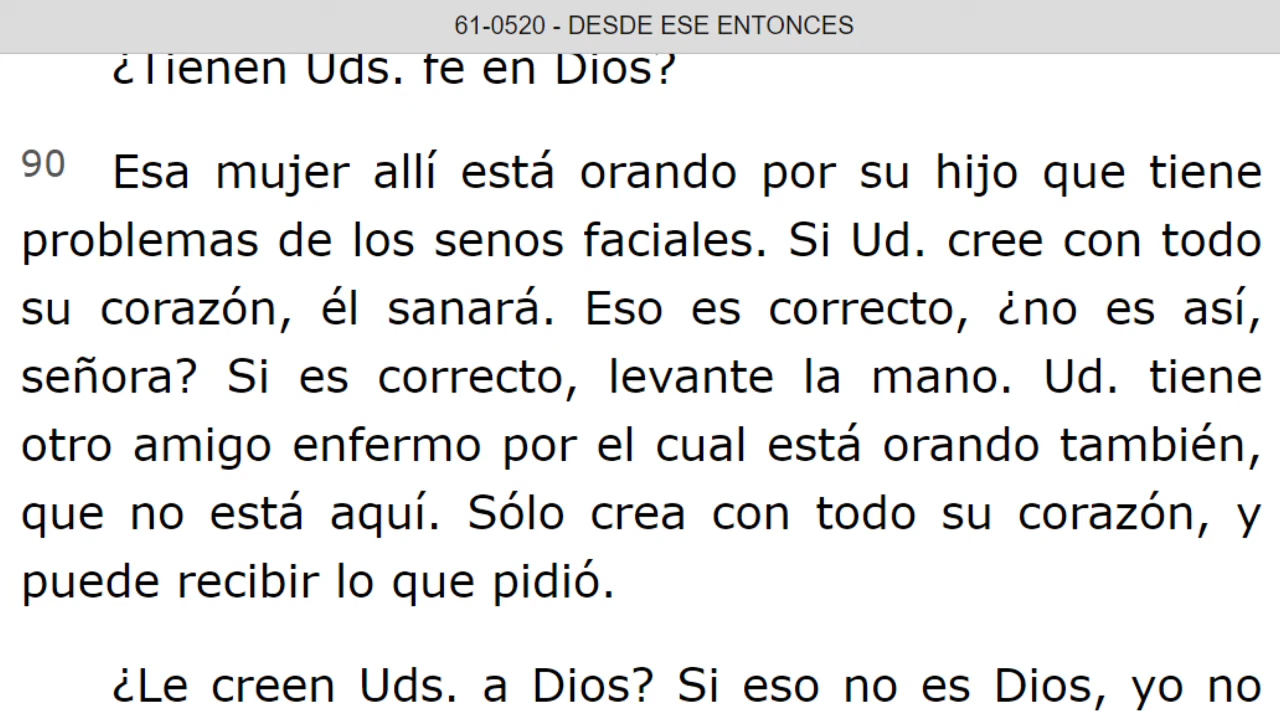 61-0520 - DESDE ESE ENTONCES
¿Tienen Uds. fe en Dios?
90 Esa mujer allí está orando por su hijo que tiene
problemas de los senos faciales. Si Ud. cree con todo
su corazón, él sanará. Eso es correcto, ¿no es así,
señora? Si es correcto, levante la mano. Ud. tiene
otro amigo enfermo por el cual está orando también,
que no está aquí. Sólo crea con todo su corazón, y
puede recibir lo que pidió.
¿Le creen Uds. a Dios? Si eso no es Dios, yo no